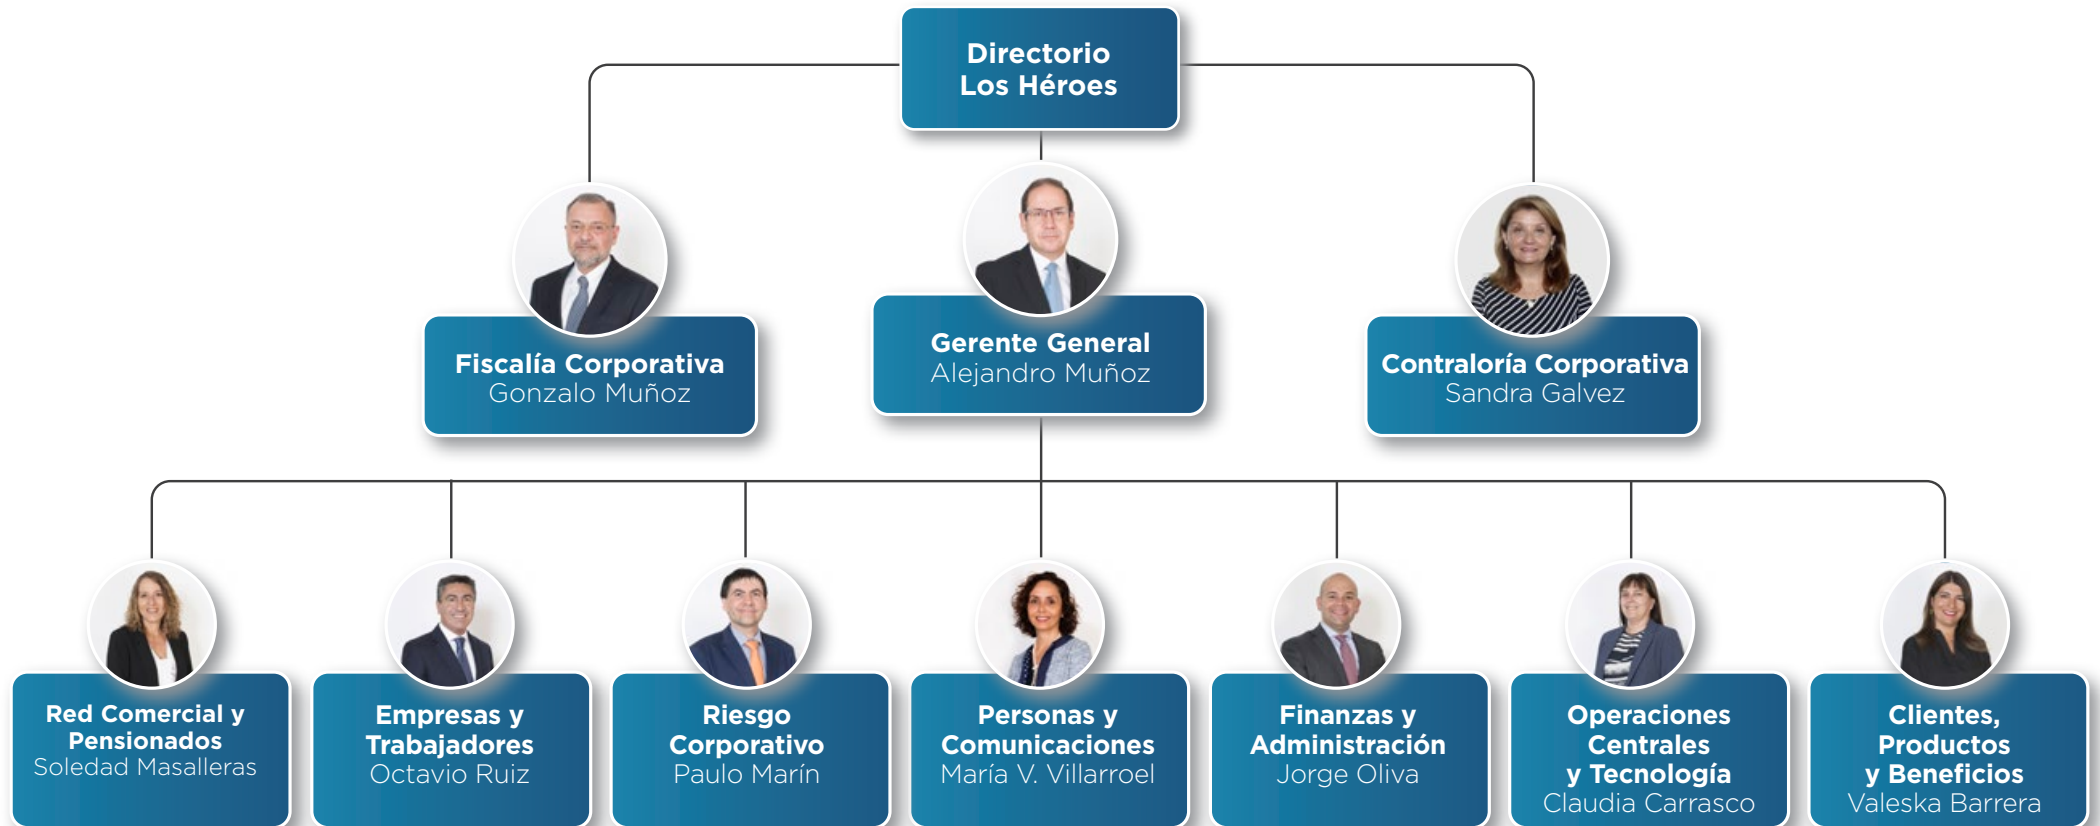 Directorio
Los Héroes
Fiscalía Corporativa
Gonzalo Muñoz
Gerente General
Alejandro Muñoz
Contraloría Corporativa
Sandra Galvez
Red Comercial y
Pensionados
Soledad Masalleras
Empresas y
Trabajadores
Octavio Ruiz
Riesgo
Corporativo
Paulo Marín
Personas y
Comunicaciones
María V. Villarroel
Finanzas y
Administración
Jorge Oliva
Operaciones
Centrales
y Tecnología
Claudia Carrasco
Clientes,
Productos
y Beneficios
Valeska Barrera